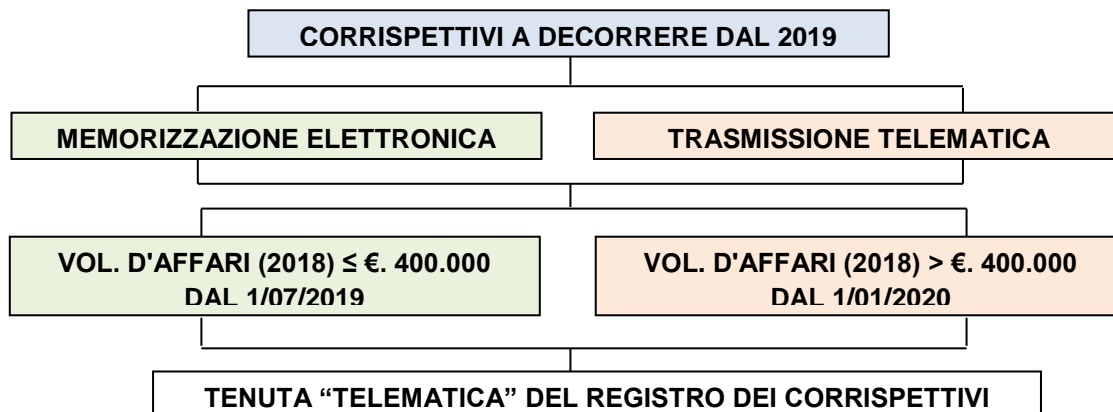 CORRISPETTIVI A DECORRERE DAL 2019
MEMORIZZAZIONE ELETTRONICA
TRASMISSIONE TELEMATICA
VOL. D'AFFARI (2018) ≤ €. 400.000
DAL 1/07/2019
VOL. D'AFFARI (2018) > €. 400.000
DAL 1/01/2020
TENUTA “TELEMATICA” DEL REGISTRO DEI CORRISPETTIVI